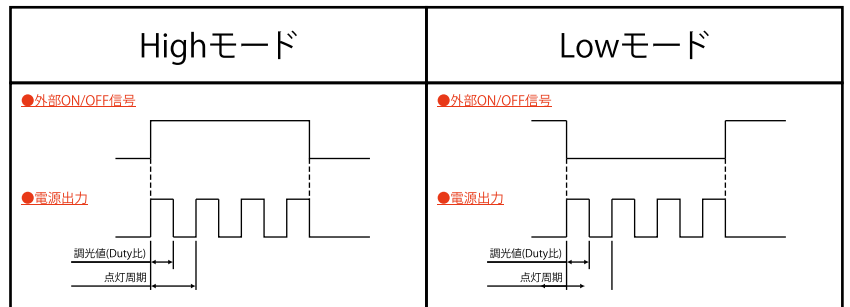 Highモード
Lowモード
●外部ON/OFF信号
●電源出力
調光値(Duty比)
点灯周期
●外部ON/OFF信号
●電源出力
調光値(Duty比)
点灯周期